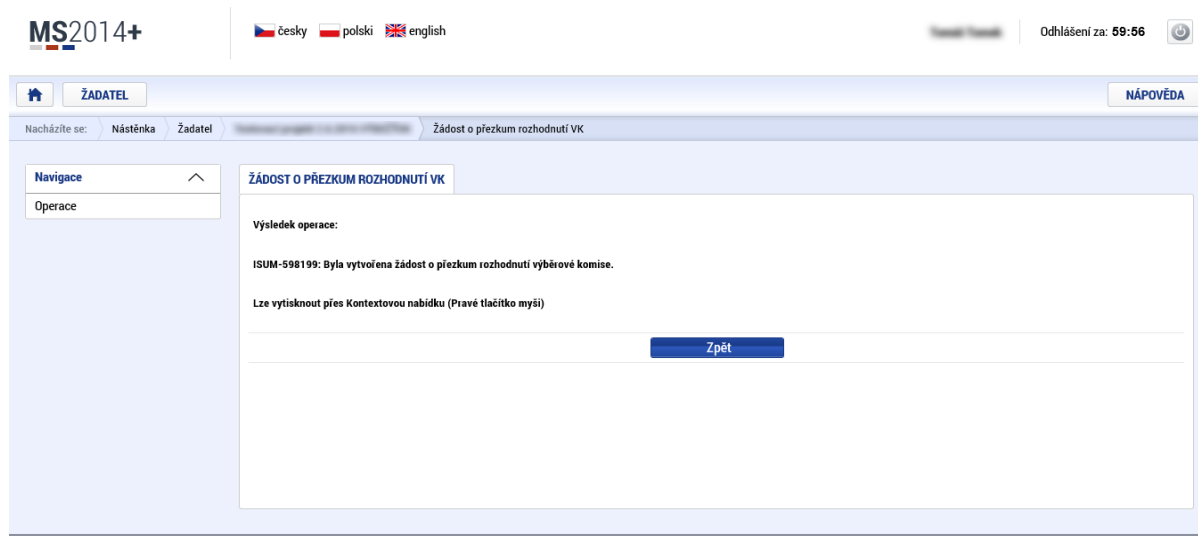 MS2014+
česky polski english
Odhlášení za: 59:56
ŽADATEL
NÁPOVĚDA
Nacházíte se: Nástěnka Žadatel Žádost o přezkum rozhodnutí VK
Navigace
Operace
ŽÁDOST O PŘEZKUM ROZHODNUTÍ VK
Výsledek operace:
ISUM-598199: Byla vytvořena žádost o přezkum rozhodnutí výběrové komise.
Lze vytisknout přes Kontextovou nabídku (Pravé tlačítko myši)
Zpět